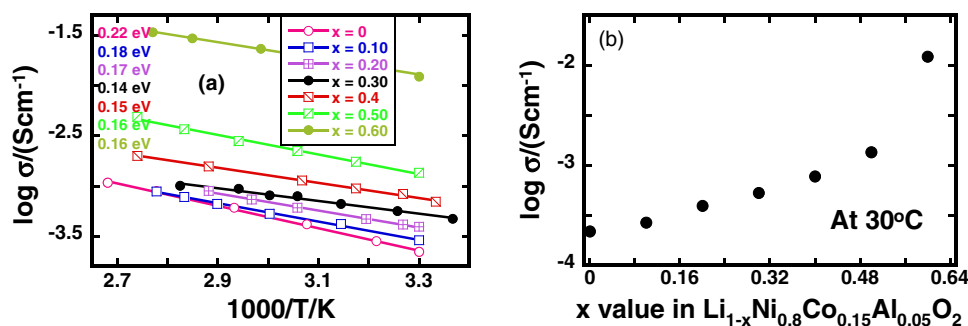 0.22 eV
0.18 eV
0.17 eV
0.14 eV
0.15 eV
0.16 eV
0.16 eV
(a)
x = 0
x = 0.10
x = 0.20
x = 0.30
x = 0.4
x = 0.50
x = 0.60
-1.5
-2.5
-3.5
log σ/(Scm⁻¹)
2.7 2.9 3.1 3.3
1000/T/K
(b)
-2
-3
-4
log σ/(Scm⁻¹)
At 30ºC
0 0.16 0.32 0.48 0.64
x value in Li₁₋ₓNi₀.₈Co₀.₁₅Al₀.₀₅O₂